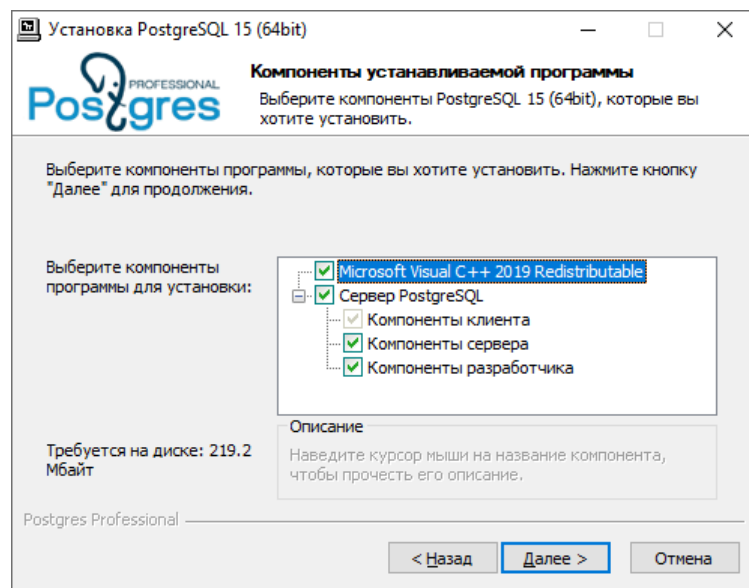 Установка PostgreSQL 15 (64bit)
PROFESSIONAL
Postgres
Компоненты устанавливаемой программы
Выберите компоненты PostgreSQL 15 (64bit), которые вы
хотите установить.
Выберите компоненты программы, которые вы хотите установить. Нажмите кнопку
"Далее" для продолжения.
Выберите компоненты
программы для установки:
Microsoft Visual C++ 2019 Redistributable
Сервер PostgreSQL
Компоненты клиента
Компоненты сервера
Компоненты разработчика
Требуется на диске: 219.2
Мбайт
Описание
Наведите курсор мыши на название компонента,
чтобы прочесть его описание.
Postgres Professional
< Назад
Далее >
Отмена